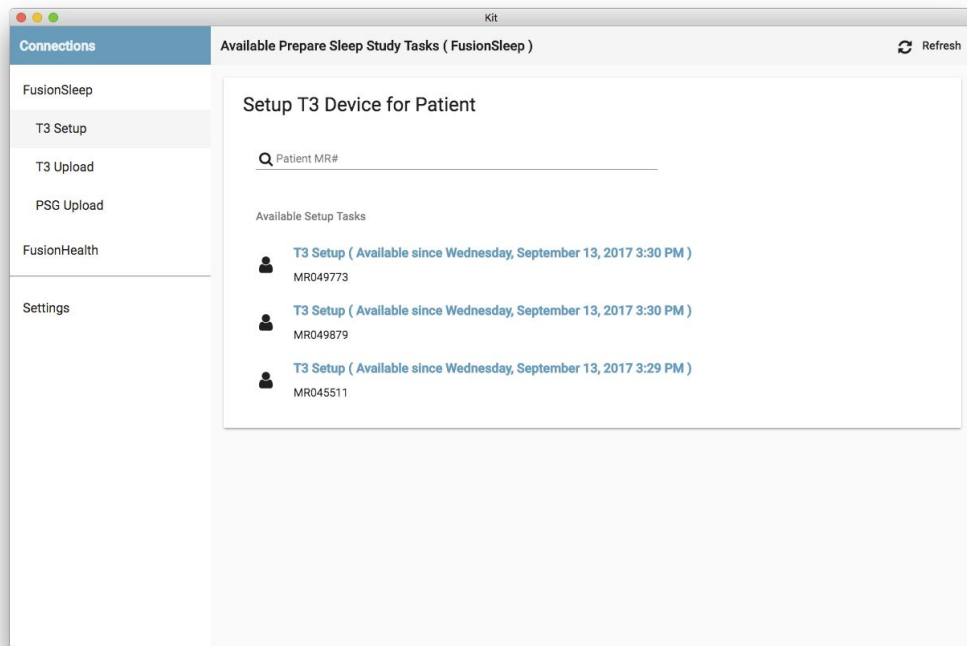 Kit
Connections
FusionSleep
T3 Setup
T3 Upload
PSG Upload
FusionHealth
Settings
Available Prepare Sleep Study Tasks ( FusionSleep )
Refresh
Setup T3 Device for Patient
Patient MR#
Available Setup Tasks
T3 Setup ( Available since Wednesday, September 13, 2017 3:30 PM )
MR049773
T3 Setup ( Available since Wednesday, September 13, 2017 3:30 PM )
MR049879
T3 Setup ( Available since Wednesday, September 13, 2017 3:29 PM )
MR045511